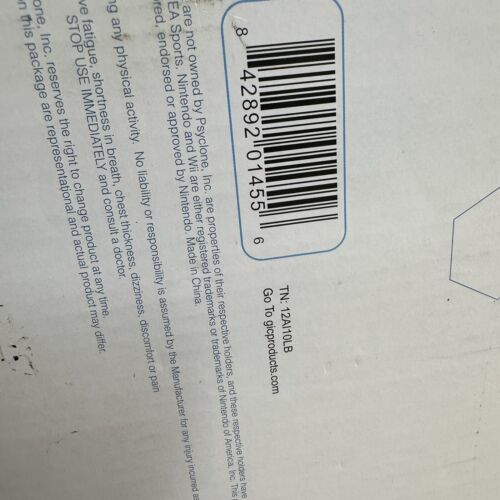 8 42892 01455 6
TN: 12AI10LB
Go To gicproducts.com
are not owned by Psyclone, Inc. are properties of their respective holders, and these respective holders have
EA Sports. Nintendo and Wii are either registered trademarks or trademarks of Nintendo of America, Inc. This
red, endorsed or approved by Nintendo. Made in China.
ng any physical activity. No liability or responsibility is assumed by the Manufacturer for any injury incurred as
ve fatigue, shortness in breath, chest thickness, dizziness, discomfort or pain
STOP USE IMMEDIATELY and consult a doctor.
one, Inc. reserves the right to change product at any time.
n this package are representational and actual product may differ.